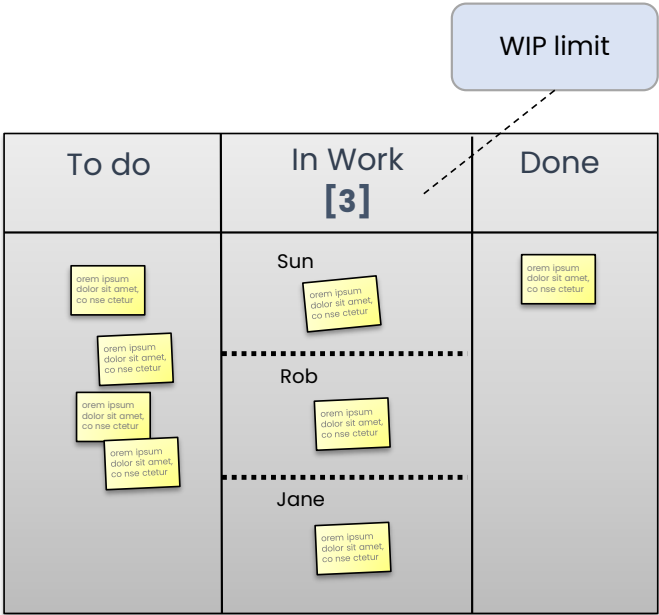 WIP limit
To do
In Work
[3]
Done
orem ipsum
dolor sit amet,
co nse ctetur
orem ipsum
dolor sit amet,
co nse ctetur
orem ipsum
dolor sit amet,
co nse ctetur
orem ipsum
dolor sit amet,
co nse ctetur
Sun
orem ipsum
dolor sit amet,
co nse ctetur
Rob
orem ipsum
dolor sit amet,
co nse ctetur
Jane
orem ipsum
dolor sit amet,
co nse ctetur
orem ipsum
dolor sit amet,
co nse ctetur